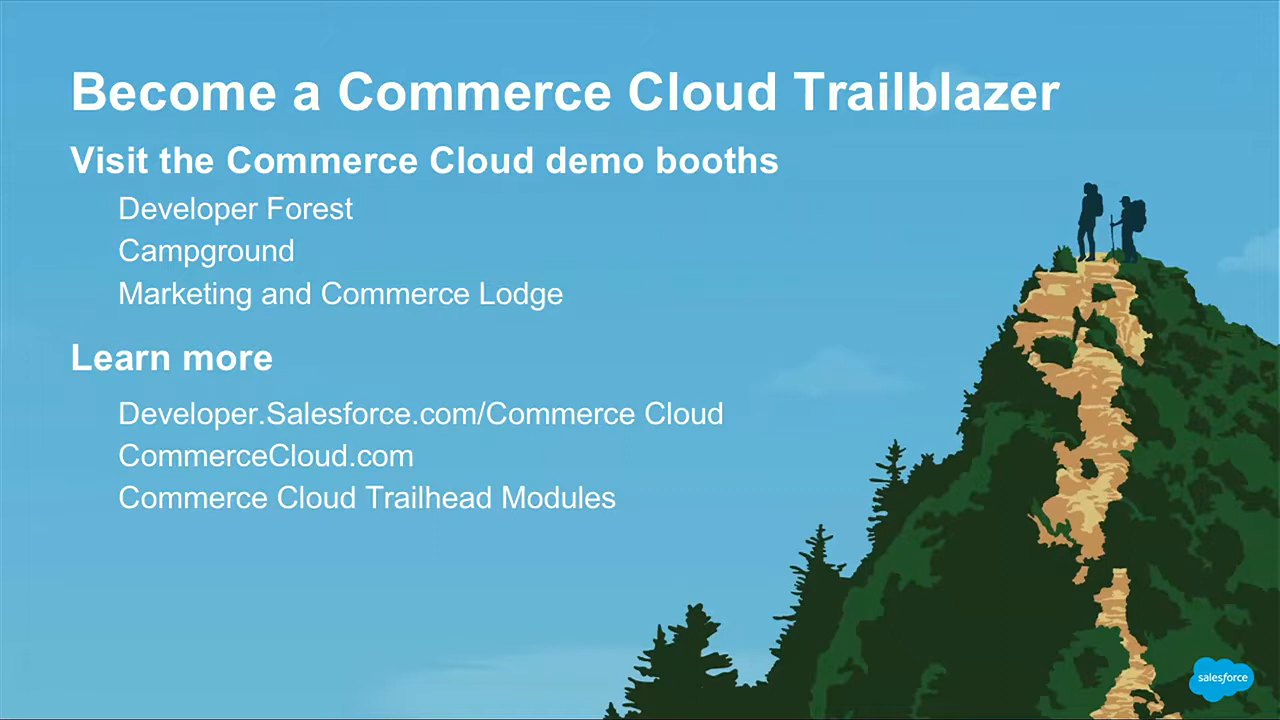 Become a Commerce Cloud Trailblazer
Visit the Commerce Cloud demo booths
Developer Forest
Campground
Marketing and Commerce Lodge
Learn more
Developer.Salesforce.com/Commerce Cloud
CommerceCloud.com
Commerce Cloud Trailhead Modules
salesforce